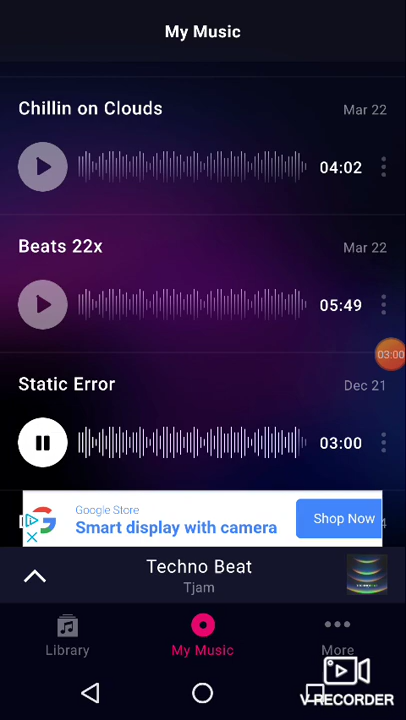 My Music
Chillin on Clouds
Mar 22
04:02
Beats 22x
Mar 22
05:49
03:00
Static Error
Dec 21
03:00
Google Store
Smart display with camera
Shop Now
Techno Beat
Tjam
Library
My Music
More
V RECORDER